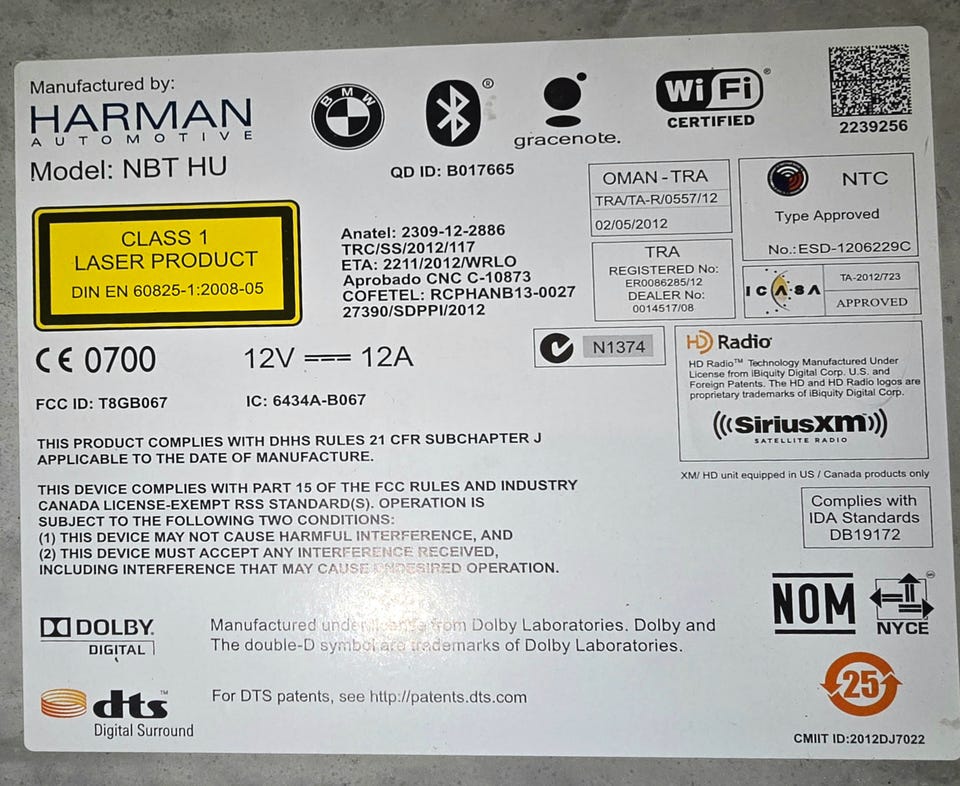 Manufactured by:
HARMAN
AUTOMOTIVE
Model: NBT HU
BMW
®
gracenote.
Wi Fi®
CERTIFIED
2239256
QD ID: B017665
CLASS 1
LASER PRODUCT
DIN EN 60825-1:2008-05
Anatel: 2309-12-2886
TRC/SS/2012/117
ETA: 2211/2012/WRLO
Aprobado CNC C-10873
COFETEL: RCPHANB13-0027
27390/SDPPI/2012
OMAN - TRA
TRA/TA-R/0557/12
02/05/2012
TRA
REGISTERED No:
ER0086285/12
DEALER No:
0014517/08
NTC
Type Approved
No.:ESD-1206229C
ICASA
TA-2012/723
APPROVED
CE 0700
12V 12A
N1374
FCC ID: T8GB067
IC: 6434A-B067
HD Radio
HD Radio™ Technology Manufactured Under
License from iBiquity Digital Corp. U.S. and
Foreign Patents. The HD and HD Radio logos are
proprietary trademarks of iBiquity Digital Corp.
((SiriusXM))
SATELLITE RADIO
XM/ HD unit equipped in US / Canada products only
THIS PRODUCT COMPLIES WITH DHHS RULES 21 CFR SUBCHAPTER J
APPLICABLE TO THE DATE OF MANUFACTURE.
THIS DEVICE COMPLIES WITH PART 15 OF THE FCC RULES AND INDUSTRY
CANADA LICENSE-EXEMPT RSS STANDARD(S). OPERATION IS
SUBJECT TO THE FOLLOWING TWO CONDITIONS:
(1) THIS DEVICE MAY NOT CAUSE HARMFUL INTERFERENCE, AND
(2) THIS DEVICE MUST ACCEPT ANY INTERFERENCE RECEIVED,
INCLUDING INTERFERENCE THAT MAY CAUSE UNDESIRED OPERATION.
Complies with
IDA Standards
DB19172
NOM
NYCE
DOLBY.
DIGITAL
Manufactured under license from Dolby Laboratories. Dolby and
The double-D symbol are trademarks of Dolby Laboratories.
dts™
Digital Surround
For DTS patents, see http://patents.dts.com
25
CMIIT ID:2012DJ7022